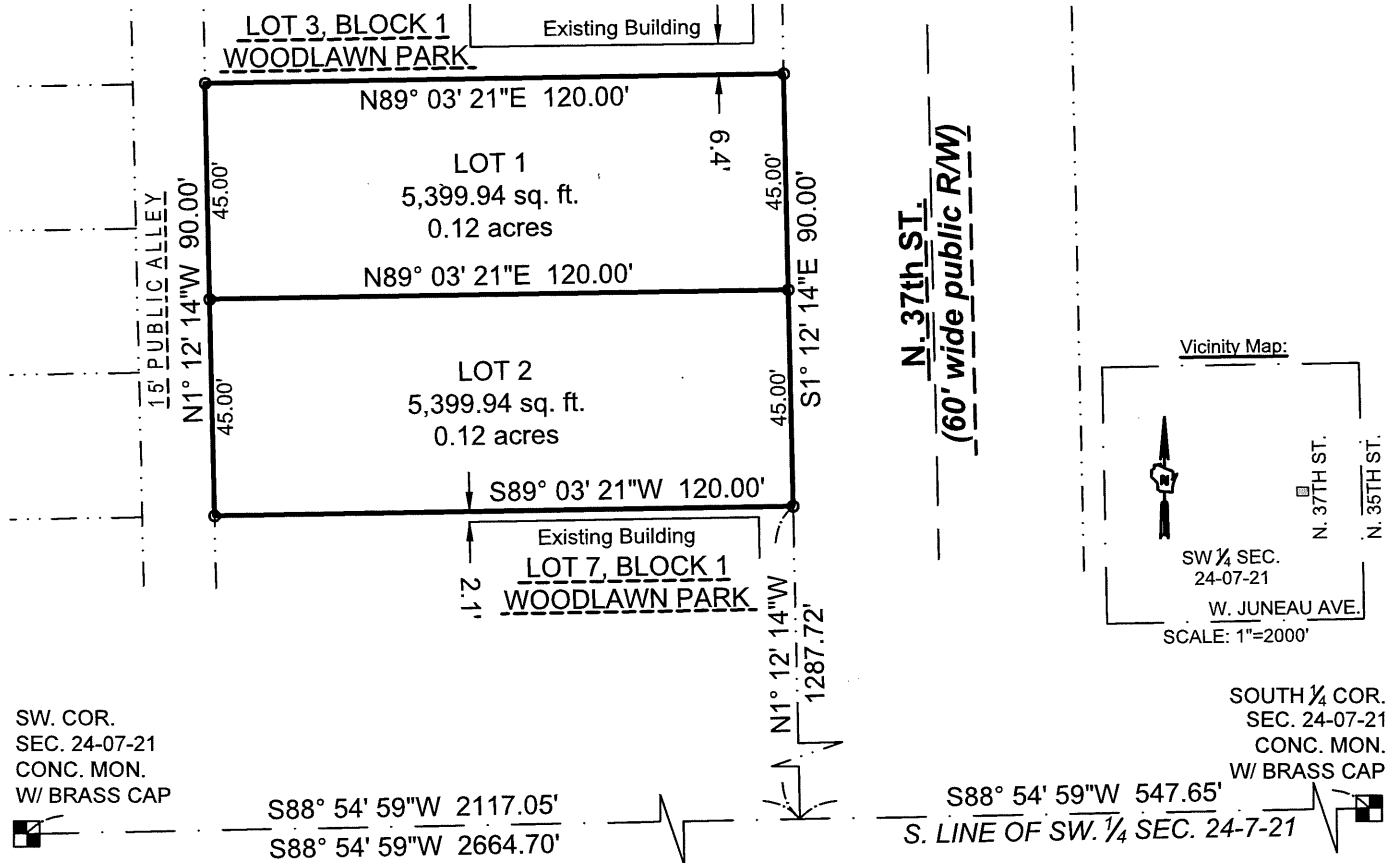 LOT 3, BLOCK 1
WOODLAWN PARK
Existing Building
N89° 03' 21"E 120.00'
6.4'
LOT 1
5,399.94 sq. ft.
0.12 acres
45.00'
45.00'
15' PUBLIC ALLEY
N1° 12' 14"W 90.00'
S1° 12' 14"E 90.00'
N. 37th ST.
(60' wide public R/W)
N89° 03' 21"E 120.00'
LOT 2
5,399.94 sq. ft.
0.12 acres
45.00'
45.00'
S89° 03' 21"W 120.00'
Existing Building
LOT 7, BLOCK 1
WOODLAWN PARK
2.1'
N1° 12' 14"W
1287.72'
Vicinity Map:
N
N. 37TH ST.
N. 35TH ST.
SW ¼ SEC.
24-07-21
W. JUNEAU AVE.
SCALE: 1"=2000'
SW. COR.
SEC. 24-07-21
CONC. MON.
W/ BRASS CAP
SOUTH ¼ COR.
SEC. 24-07-21
CONC. MON.
W/ BRASS CAP
S88° 54' 59"W 2117.05'
S88° 54' 59"W 2664.70'
S88° 54' 59"W 547.65'
S. LINE OF SW. ¼ SEC. 24-7-21